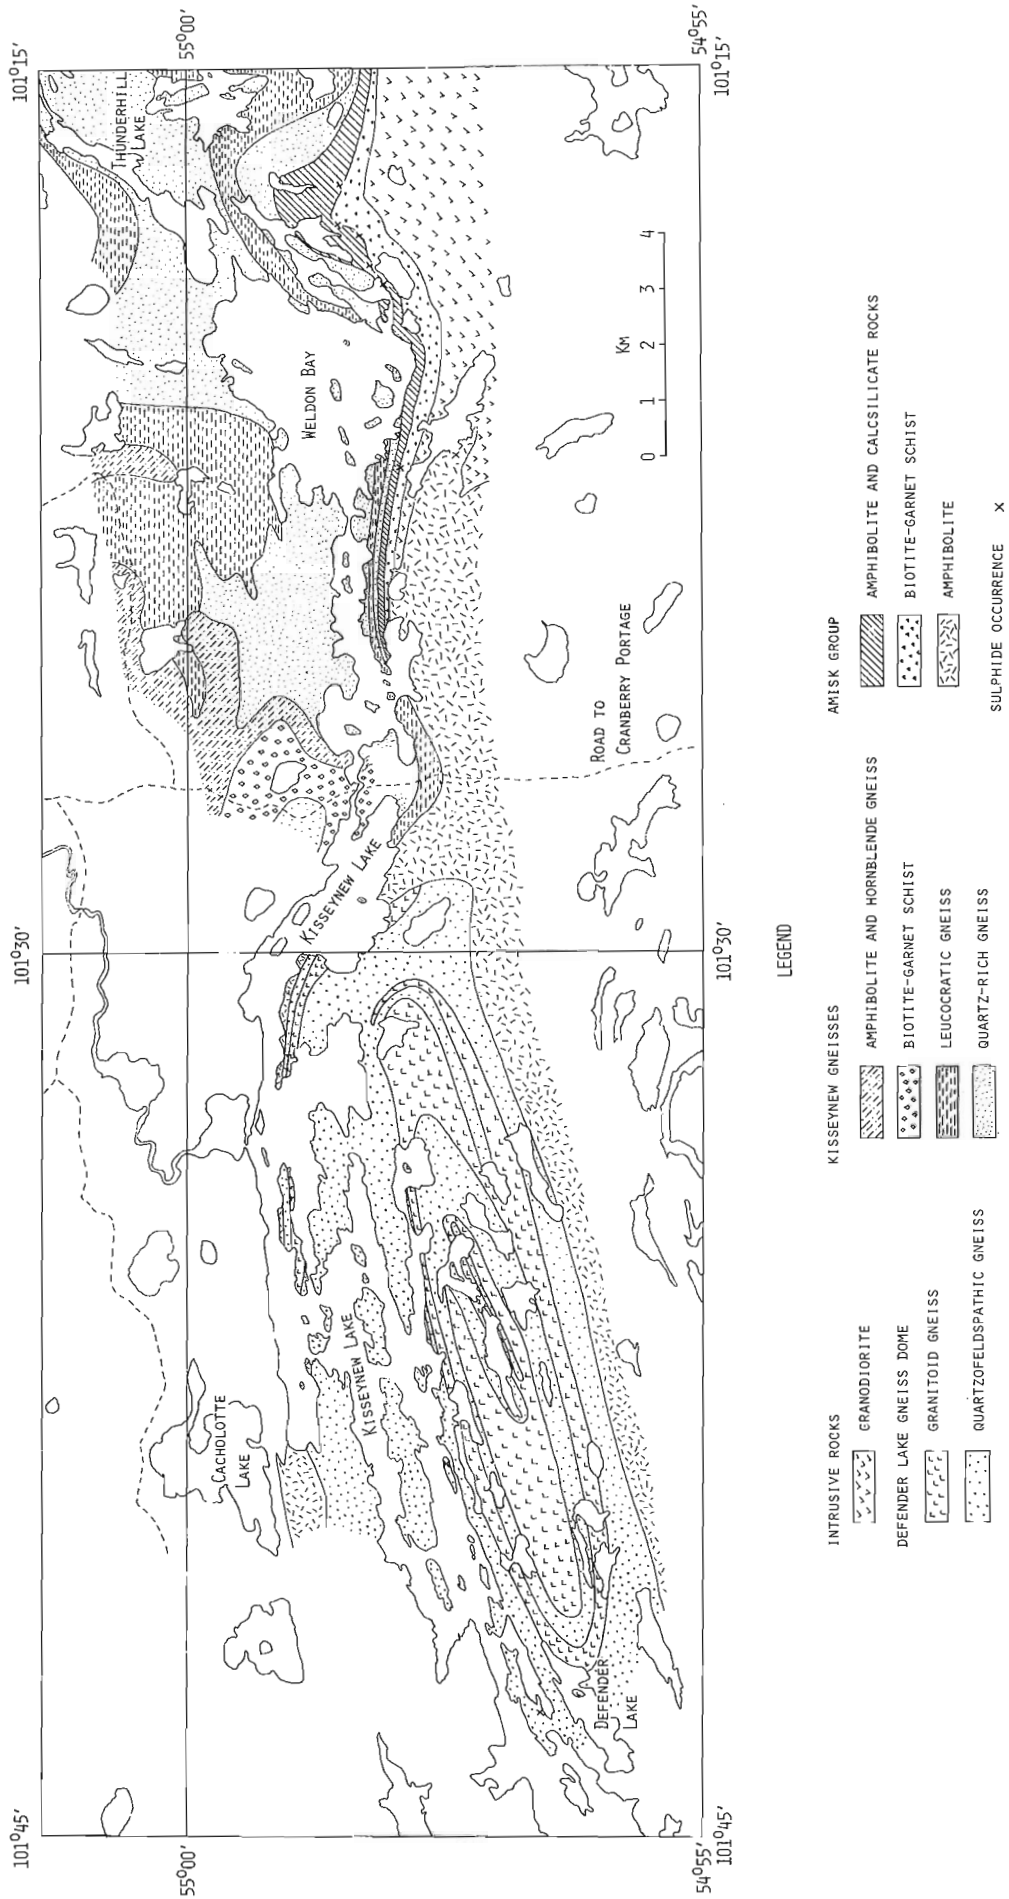 101°45'
101°30'
101°15'
55°00'
55°00'
THUNDERHILL
LAKE
CACHOLOTTE
LAKE
WELDON BAY
KISSEYNEW LAKE
KISSEYNEW LAKE
DEFENDER
LAKE
ROAD TO
CRANBERRY PORTAGE
0 1 2 3 4
KM
54°55'
54°55'
101°45'
101°30'
101°15'
LEGEND
INTRUSIVE ROCKS
GRANODIORITE
DEFENDER LAKE GNEISS DOME
GRANITOID GNEISS
QUARTZOFELDSPATHIC GNEISS
KISSEYNEW GNEISSES
AMPHIBOLITE AND HORNBLENDE GNEISS
BIOTITE-GARNET SCHIST
LEUCOCRATIC GNEISS
QUARTZ-RICH GNEISS
AMISK GROUP
AMPHIBOLITE AND CALCSILICATE ROCKS
BIOTITE-GARNET SCHIST
AMPHIBOLITE
SULPHIDE OCCURRENCE X